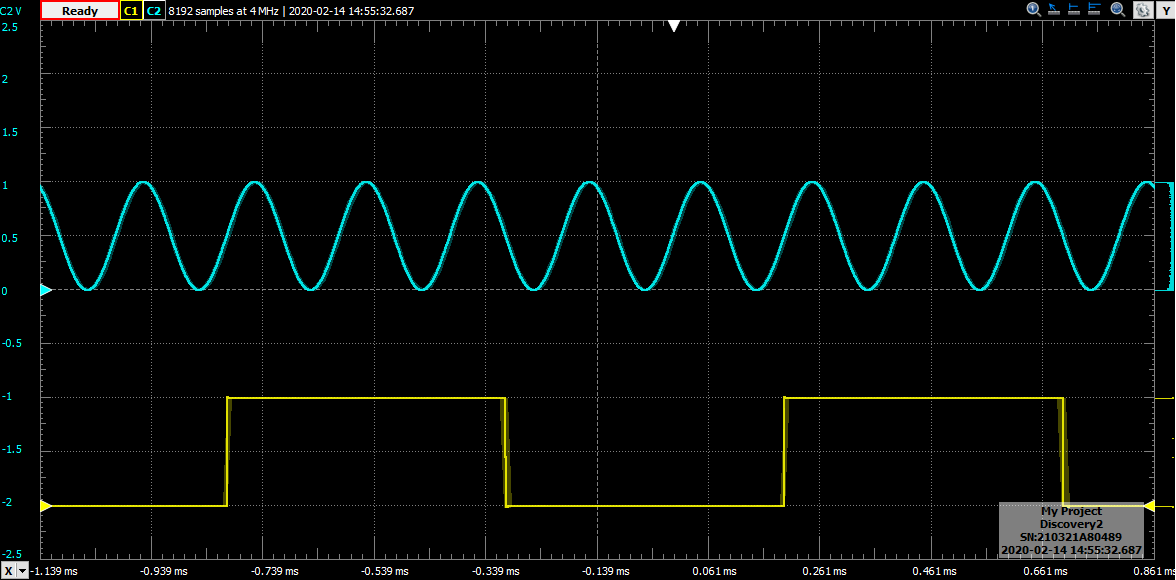 C2 V Ready C1 C2 8192 samples at 4 MHz | 2020-02-14 14:55:32.687 Y
2.5
2
1.5
1
0.5
0
-0.5
-1
-1.5
-2
-2.5
My Project
Discovery2
SN:210321A80489
2020-02-14 14:55:32.687
X -1.139 ms -0.939 ms -0.739 ms -0.539 ms -0.339 ms -0.139 ms 0.061 ms 0.261 ms 0.461 ms 0.661 ms 0.861 ms